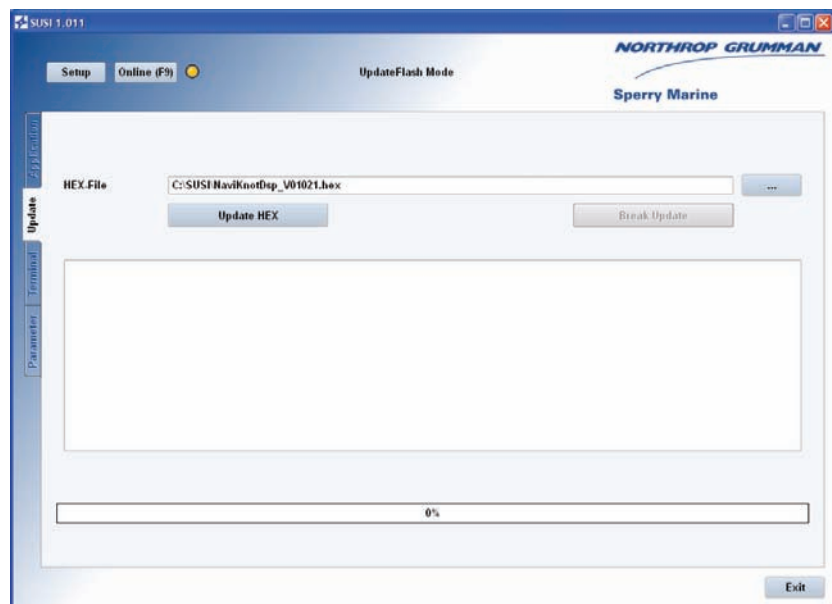 SUSI 1.011
NORTHROP GRUMMAN
Sperry Marine
Setup
Online (F9)
UpdateFlash Mode
Application
Update
Terminal
Parameter
HEX-File
C:\SUSI\NaviKnotDsp_V01021.hex
...
Update HEX
Break Update
0%
Exit